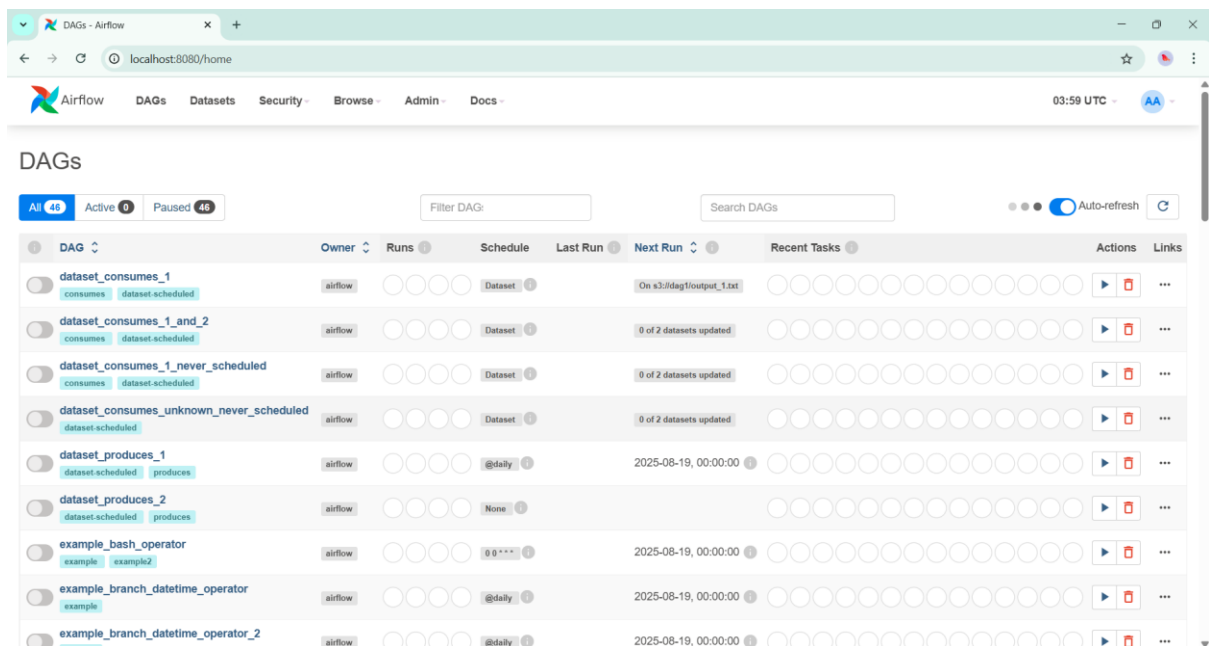 DAGs - Airflow
localhost:8080/home
Airflow DAGs Datasets Security Browse Admin Docs 03:59 UTC AA
DAGs
All 46 Active 0 Paused 46 Filter DAG: Search DAGs Auto-refresh
DAG Owner Runs Schedule Last Run Next Run Recent Tasks Actions Links
dataset_consumes_1
consumes dataset-scheduled airflow Dataset On s3://dag1/output_1.txt
dataset_consumes_1_and_2
consumes dataset-scheduled airflow Dataset 0 of 2 datasets updated
dataset_consumes_1_never_scheduled
consumes dataset-scheduled airflow Dataset 0 of 2 datasets updated
dataset_consumes_unknown_never_scheduled
dataset-scheduled airflow Dataset 0 of 2 datasets updated
dataset_produces_1
dataset-scheduled produces airflow @daily 2025-08-19, 00:00:00
dataset_produces_2
dataset-scheduled produces airflow None
example_bash_operator
example example2 airflow 0 0 * * * 2025-08-19, 00:00:00
example_branch_datetime_operator
example airflow @daily 2025-08-19, 00:00:00
example_branch_datetime_operator_2
airflow @daily 2025-08-19, 00:00:00